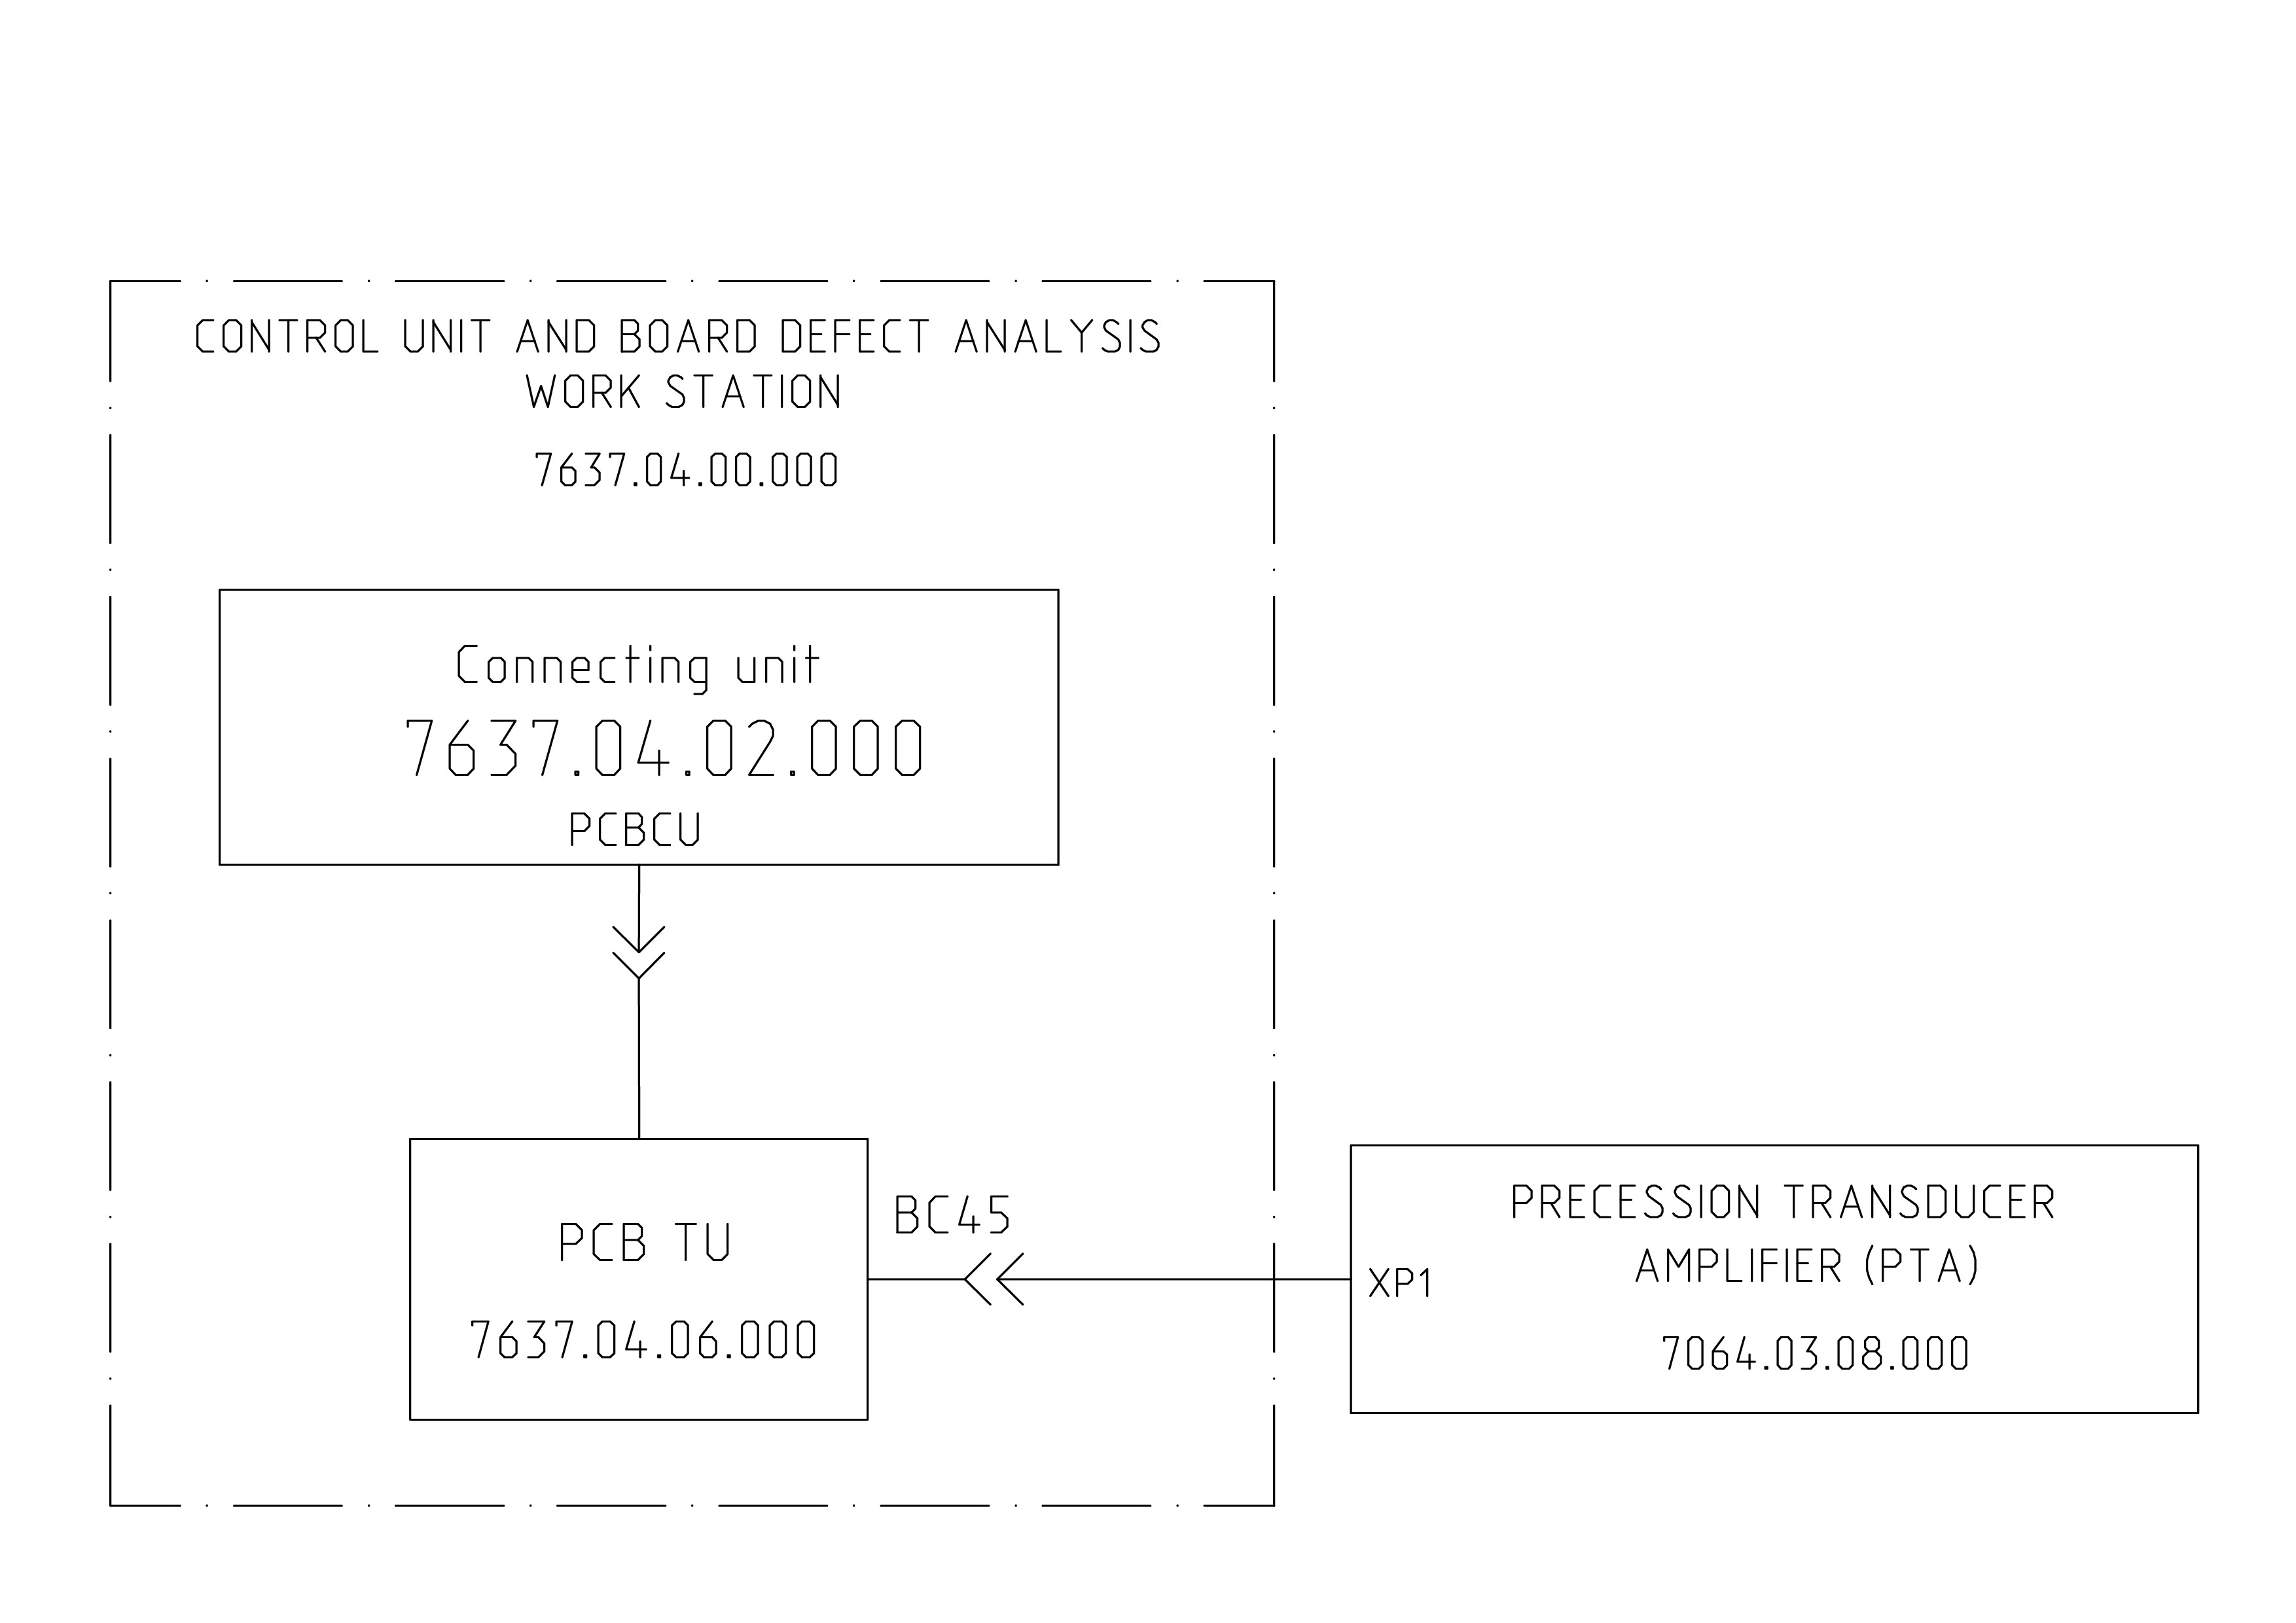 CONTROL UNIT AND BOARD DEFECT ANALYSIS
WORK STATION
7637.04.00.000
Connecting unit
7637.04.02.000
PCBCU
PCB TU
7637.04.06.000
BC45
XP1
PRECESSION TRANSDUCER
AMPLIFIER (PTA)
7064.03.08.000